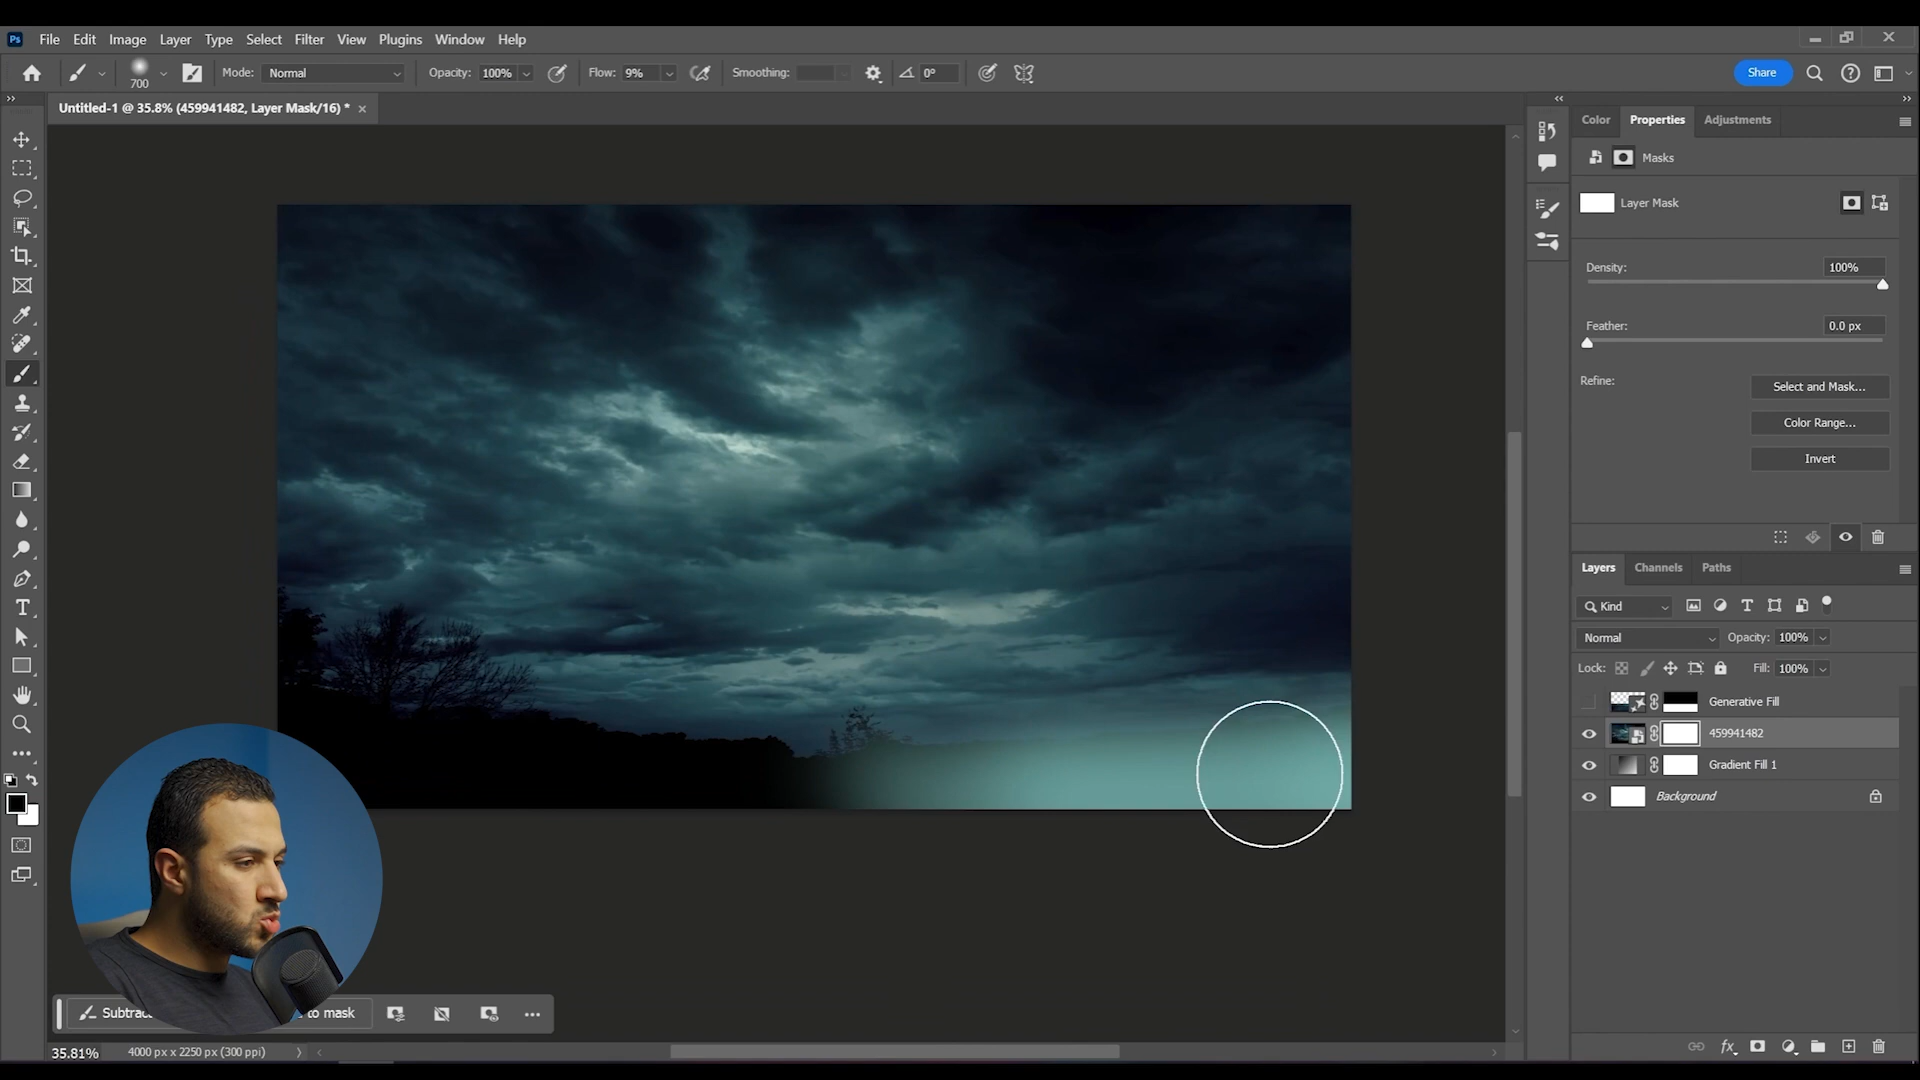 Ps File Edit Image Layer Type Select Filter View Plugins Window Help
700 Mode: Normal Opacity: 100% Flow: 9% Smoothing: 0° Share
Untitled-1 @ 35.8% (459941482, Layer Mask/16) *
Color Properties Adjustments
Masks
Layer Mask
Density: 100%
Feather: 0.0 px
Refine: Select and Mask...
Color Range...
Invert
Layers Channels Paths
Kind
Normal Opacity: 100%
Lock: Fill: 100%
Generative Fill
459941482
Gradient Fill 1
Background
to mask
35.81% 4000 px x 2250 px (300 ppi)
fx